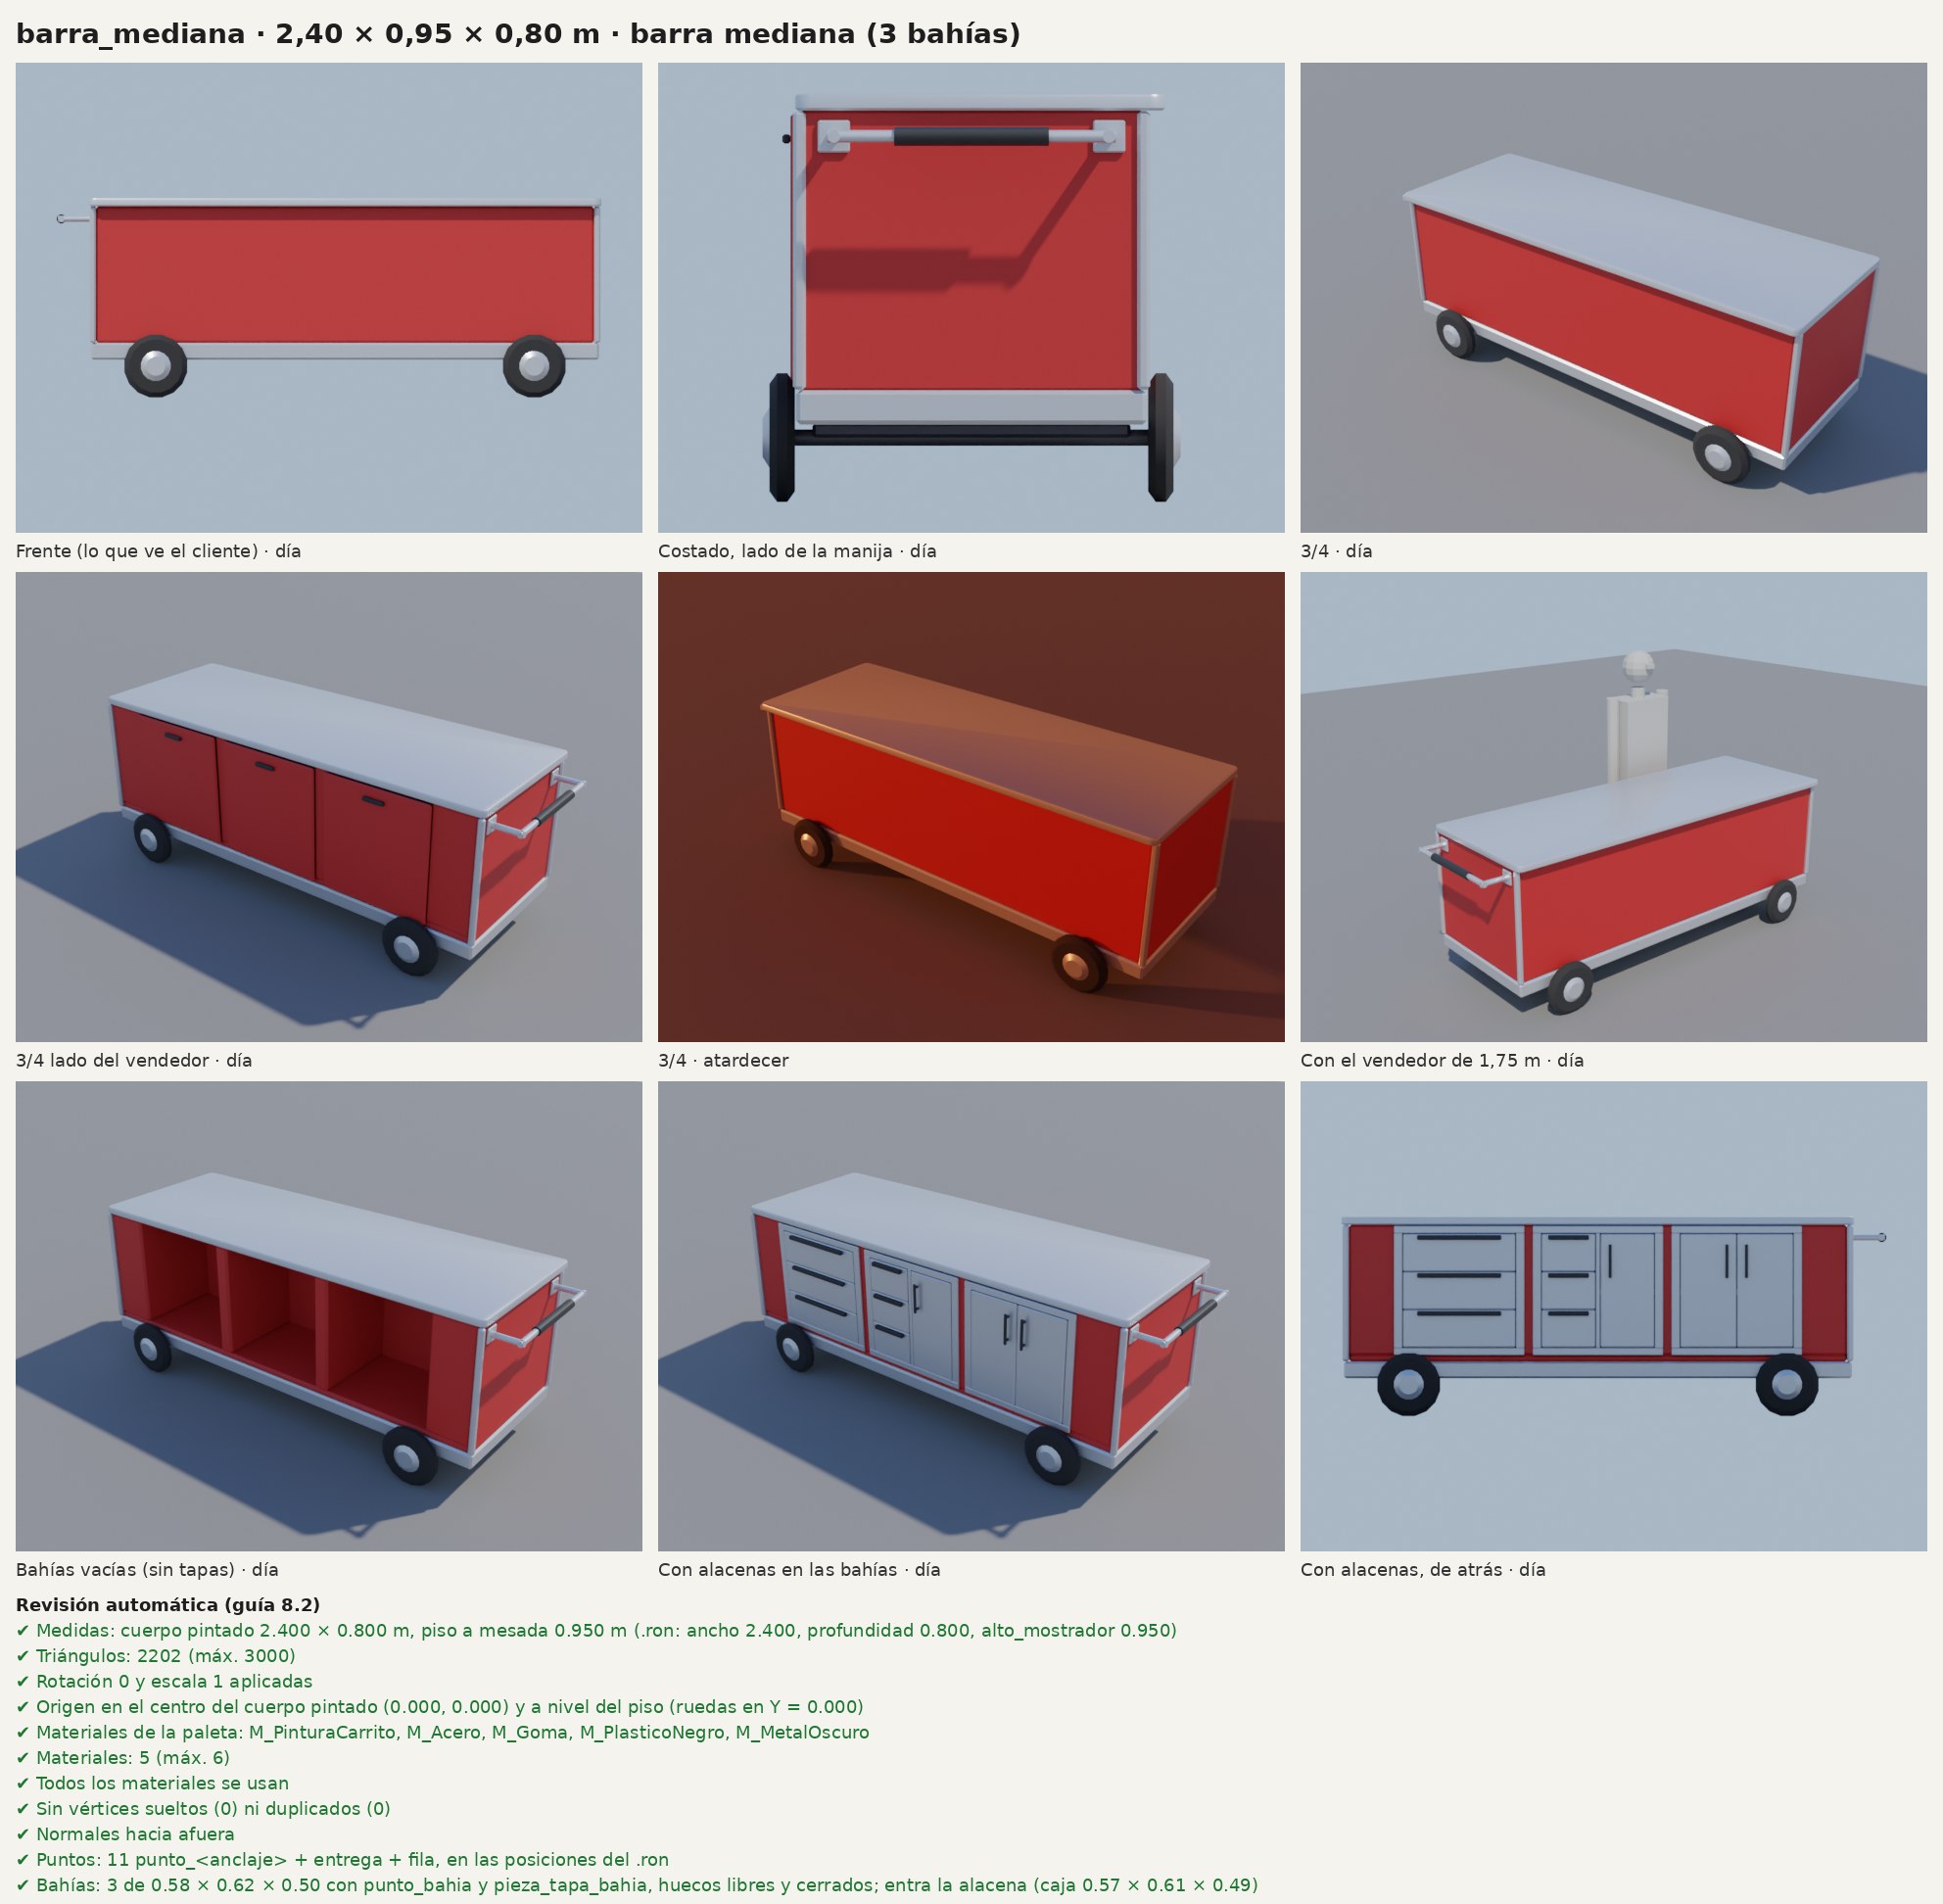 barra_mediana · 2,40 × 0,95 × 0,80 m · barra mediana (3 bahías)
Frente (lo que ve el cliente) · día
Costado, lado de la manija · día
3/4 · día
3/4 lado del vendedor · día
3/4 · atardecer
Con el vendedor de 1,75 m · día
Bahías vacías (sin tapas) · día
Con alacenas en las bahías · día
Con alacenas, de atrás · día
Revisión automática (guía 8.2)
✔ Medidas: cuerpo pintado 2.400 × 0.800 m, piso a mesada 0.950 m (.ron: ancho 2.400, profundidad 0.800, alto_mostrador 0.950)
✔ Triángulos: 2202 (máx. 3000)
✔ Rotación 0 y escala 1 aplicadas
✔ Origen en el centro del cuerpo pintado (0.000, 0.000) y a nivel del piso (ruedas en Y = 0.000)
✔ Materiales de la paleta: M_PinturaCarrito, M_Acero, M_Goma, M_PlasticoNegro, M_MetalOscuro
✔ Materiales: 5 (máx. 6)
✔ Todos los materiales se usan
✔ Sin vértices sueltos (0) ni duplicados (0)
✔ Normales hacia afuera
✔ Puntos: 11 punto_<anclaje> + entrega + fila, en las posiciones del .ron
✔ Bahías: 3 de 0.58 × 0.62 × 0.50 con punto_bahia y pieza_tapa_bahia, huecos libres y cerrados; entra la alacena (caja 0.57 × 0.61 × 0.49)